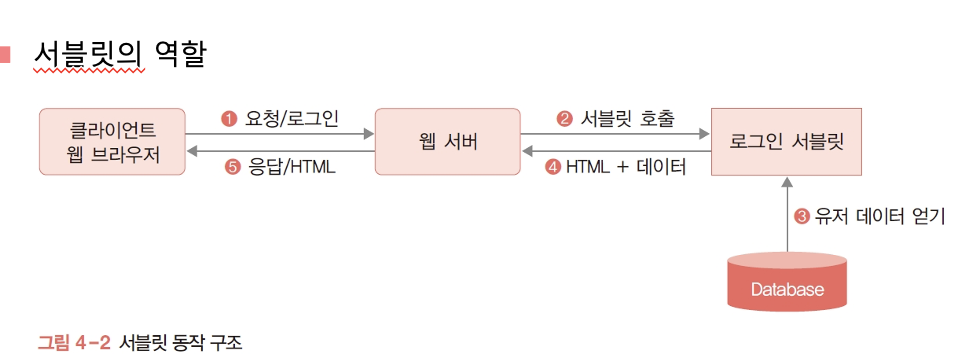 서블릿의 역할
클라이언트
웹 브라우저
❶ 요청/로그인
❺ 응답/HTML
웹 서버
❷ 서블릿 호출
❹ HTML + 데이터
로그인 서블릿
❸ 유저 데이터 얻기
Database
그림 4-2 서블릿 동작 구조